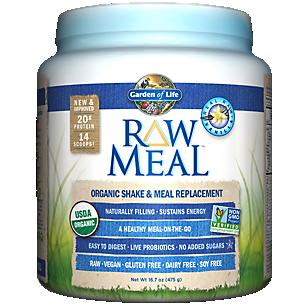 Garden of Life
NEW &
IMPROVED
20g
PROTEIN
14
SCOOPS!
RAW
MEAL™
ORGANIC SHAKE & MEAL REPLACEMENT
NATURALLY FILLING · SUSTAINS ENERGY
USDA
ORGANIC
A HEALTHY MEAL-ON-THE-GO
NON
GMO
VERIFIED
EASY TO DIGEST · LIVE PROBIOTICS · NO ADDED SUGARS
RAW · VEGAN · GLUTEN FREE · DAIRY FREE · SOY FREE
NET WT 16.7 OZ (475 g)